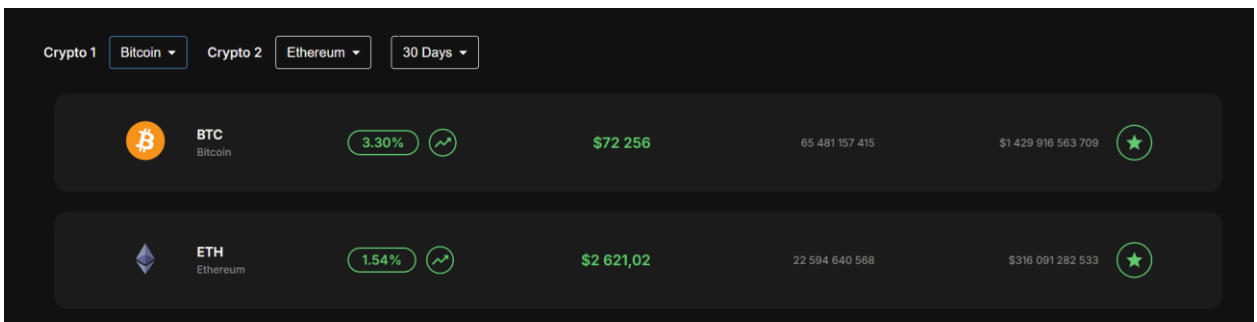 Crypto 1 Bitcoin Crypto 2 Ethereum 30 Days
BTC
Bitcoin
3.30% $72 256 65 481 157 415 $1 429 916 563 709
ETH
Ethereum
1.54% $2 621,02 22 594 640 568 $316 091 282 533